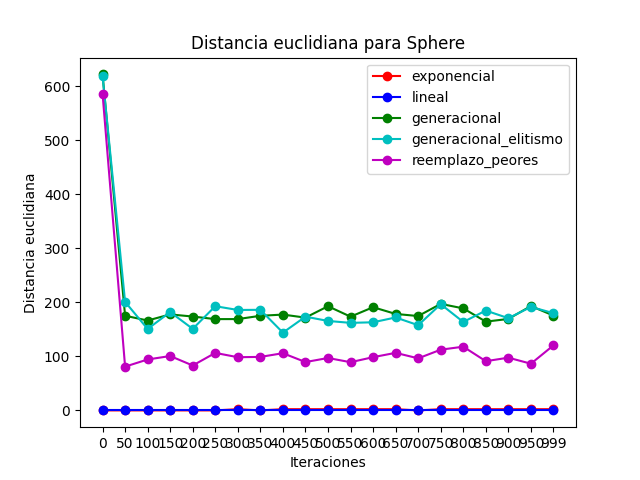 Distancia euclidiana para Sphere
exponencial
lineal
generacional
generacional_elitismo
reemplazo_peores
Distancia euclidiana
600
500
400
300
200
100
0
0 50 100 150 200 250 300 350 400 450 500 550 600 650 700 750 800 850 900 950 999
Iteraciones